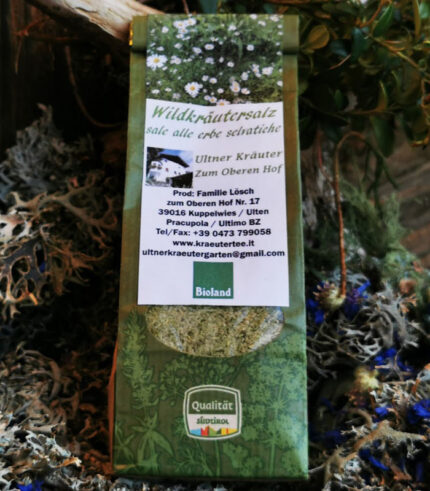 Wildkräutersalz
sale alle erbe selvatiche
Ultner Kräuter
Zum Oberen Hof
Prod: Familie Lösch
zum Oberen Hof Nr. 17
39016 Kuppelwies / Ulten
Pracupola / Ultimo BZ
Tel/Fax: +39 0473 799058
www.kraeutertee.it
ultnerkraeutergarten@gmail.com
Bioland
Qualität
SÜDTIROL